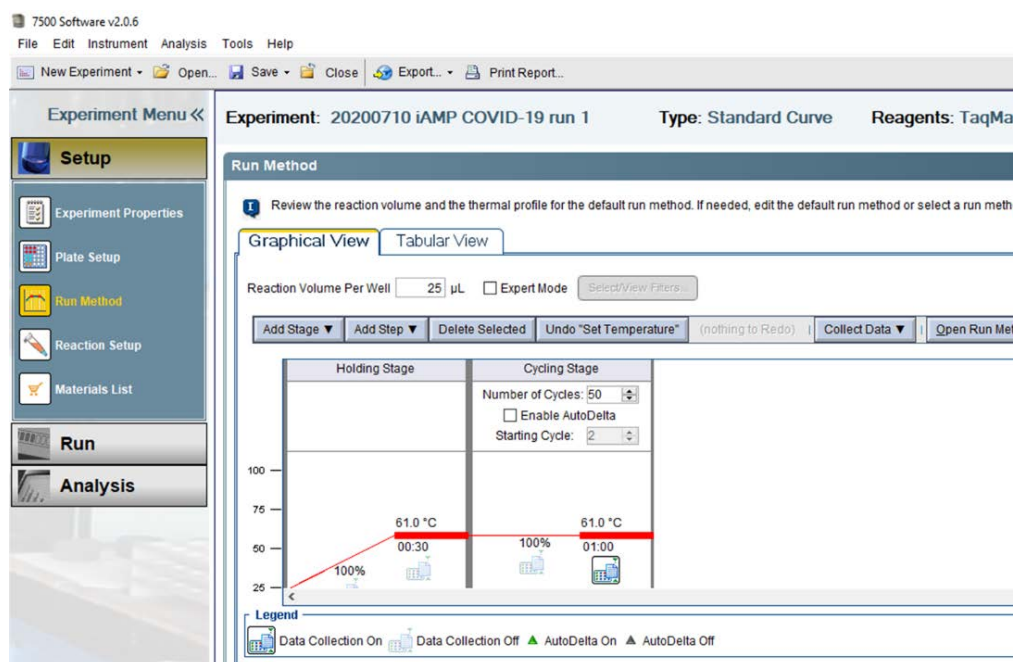 7500 Software v2.0.6
File Edit Instrument Analysis Tools Help
New Experiment Open... Save Close Export... Print Report...
Experiment Menu «
Experiment: 20200710 iAMP COVID-19 run 1 Type: Standard Curve Reagents: TaqMa
Setup
Run Method
Experiment Properties
Review the reaction volume and the thermal profile for the default run method. If needed, edit the default run method or select a run meth
Graphical View Tabular View
Plate Setup
Reaction Volume Per Well 25 µL Expert Mode Select/View Filters...
Run Method
Add Stage ▼ Add Step ▼ Delete Selected Undo "Set Temperature" (nothing to Redo) Collect Data ▼ Open Run Met
Reaction Setup
Holding Stage Cycling Stage
Materials List
Number of Cycles: 50
Enable AutoDelta
Starting Cycle: 2
Run
Analysis
100
75
61.0 °C 61.0 °C
50
00:30 100% 01:00
100%
25
Legend
Data Collection On Data Collection Off AutoDelta On AutoDelta Off